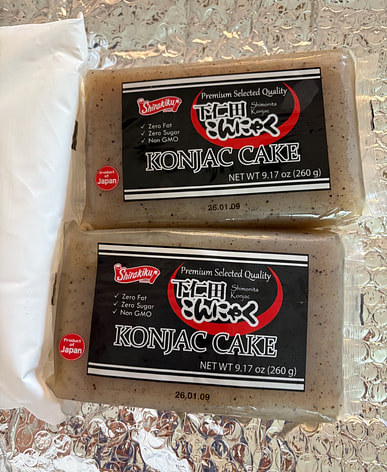 Shirakiku
BRAND
Premium Selected Quality
下仁田
Shimonita
Konjac
こんにゃく
✓ Zero Fat
✓ Zero Sugar
✓ Non GMO
KONJAC CAKE
NET WT 9.17 oz (260 g)
Product of
Japan
26.01.09
Shirakiku
BRAND
Premium Selected Quality
下仁田
Shimonita
Konjac
こんにゃく
✓ Zero Fat
✓ Zero Sugar
✓ Non GMO
KONJAC CAKE
NET WT 9.17 oz (260 g)
Product of
Japan
26.01.09